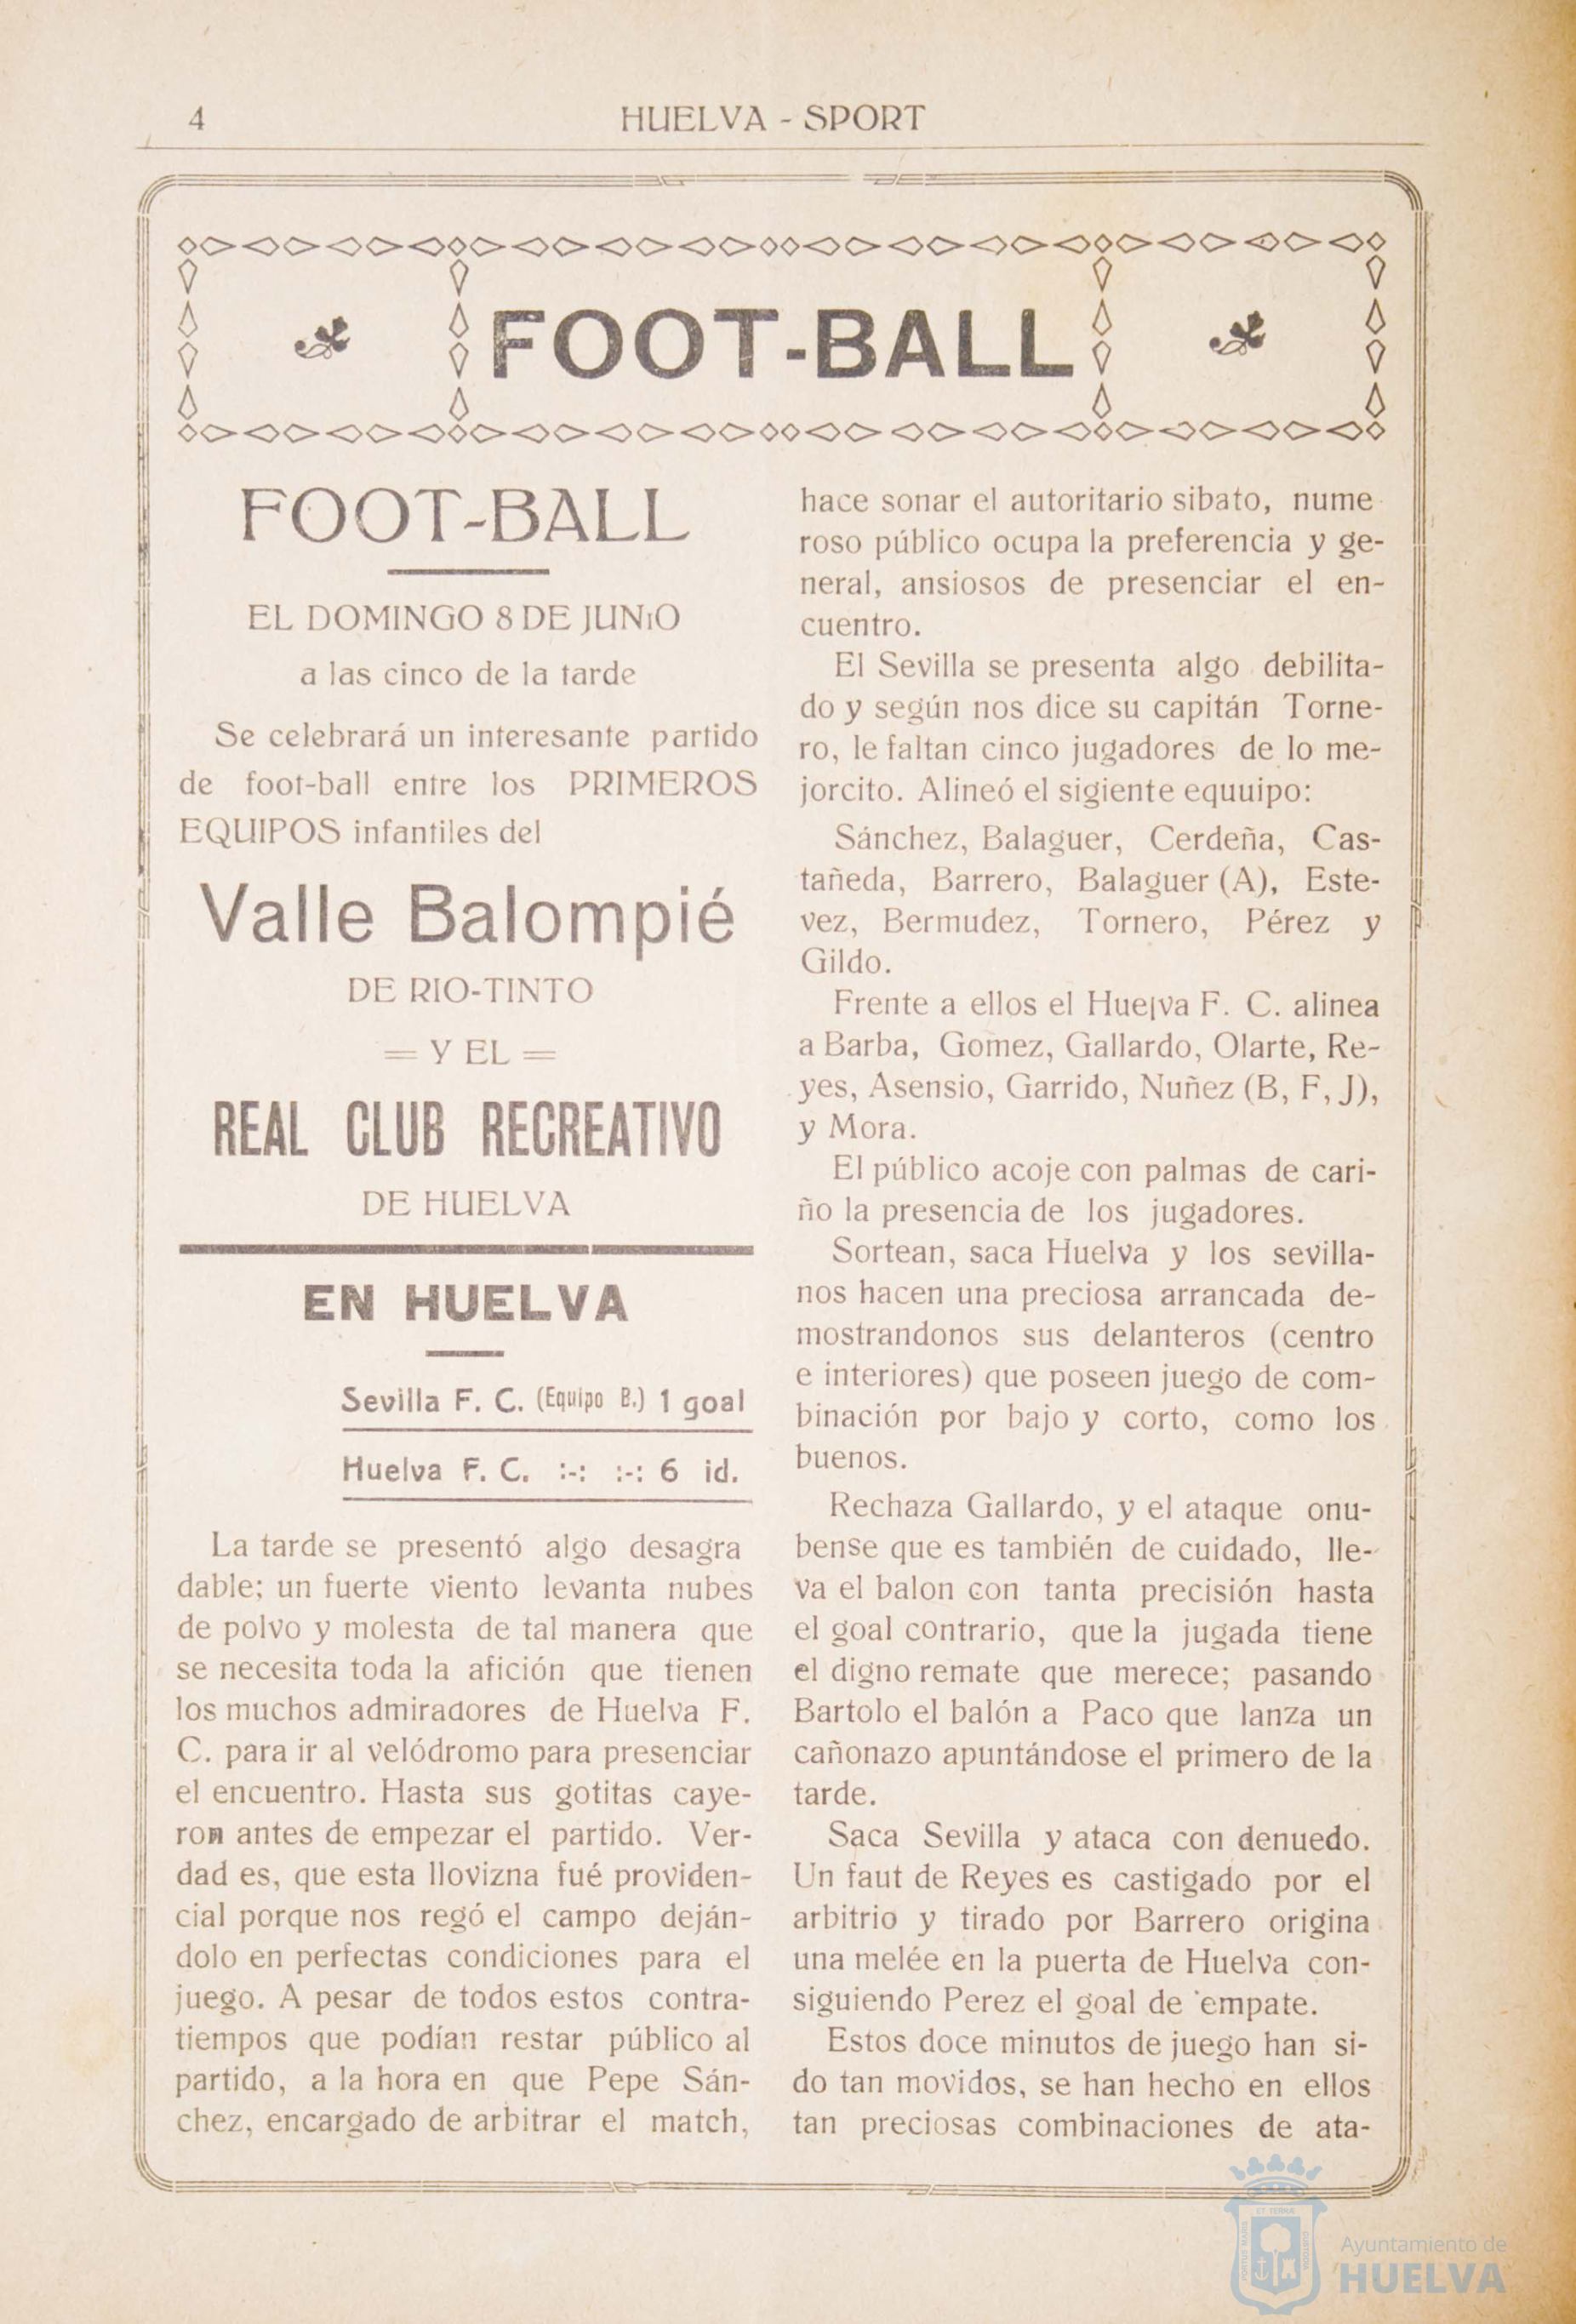 4
HUELVA - SPORT
FOOT-BALL
FOOT-BALL
EL DOMINGO 8 DE JUNIO
a las cinco de la tarde
Se celebrará un interesante partido
de foot-ball entre los PRIMEROS
EQUIPOS infantiles del
Valle Balompié
DE RIO-TINTO
= Y EL =
REAL CLUB RECREATIVO
DE HUELVA
EN HUELVA
Sevilla F. C. (Equipo B.) 1 goal
Huelva F. C. :-: :-: 6 id.
La tarde se presentó algo desagra
dable; un fuerte viento levanta nubes
de polvo y molesta de tal manera que
se necesita toda la afición que tienen
los muchos admiradores de Huelva F.
C. para ir al velódromo para presenciar
el encuentro. Hasta sus gotitas caye-
ron antes de empezar el partido. Ver-
dad es, que esta llovizna fué providen-
cial porque nos regó el campo deján-
dolo en perfectas condiciones para el
juego. A pesar de todos estos contra-
tiempos que podían restar público al
partido, a la hora en que Pepe Sán-
chez, encargado de arbitrar el match,
hace sonar el autoritario sibato, nume
roso público ocupa la preferencia y ge-
neral, ansiosos de presenciar el en-
cuentro.
El Sevilla se presenta algo debilita-
do y según nos dice su capitán Torne-
ro, le faltan cinco jugadores de lo me-
jorcito. Alineó el sigiente equuipo:
Sánchez, Balaguer, Cerdeña, Cas-
tañeda, Barrero, Balaguer (A), Este-
vez, Bermudez, Tornero, Pérez y
Gildo.
Frente a ellos el Huelva F. C. alinea
a Barba, Gomez, Gallardo, Olarte, Re-
yes, Asensio, Garrido, Nuñez (B, F, J),
y Mora.
El público acoje con palmas de cari-
ño la presencia de los jugadores.
Sortean, saca Huelva y los sevilla-
nos hacen una preciosa arrancada de-
mostrandonos sus delanteros (centro
e interiores) que poseen juego de com-
binación por bajo y corto, como los
buenos.
Rechaza Gallardo, y el ataque onu-
bense que es también de cuidado, lle-
va el balon con tanta precisión hasta
el goal contrario, que la jugada tiene
el digno remate que merece; pasando
Bartolo el balón a Paco que lanza un
cañonazo apuntándose el primero de la
tarde.
Saca Sevilla y ataca con denuedo.
Un faut de Reyes es castigado por el
arbitrio y tirado por Barrero origina
una melée en la puerta de Huelva con-
siguiendo Perez el goal de empate.
Estos doce minutos de juego han si-
do tan movidos, se han hecho en ellos
tan preciosas combinaciones de ata-
Ayuntamiento de
HUELVA